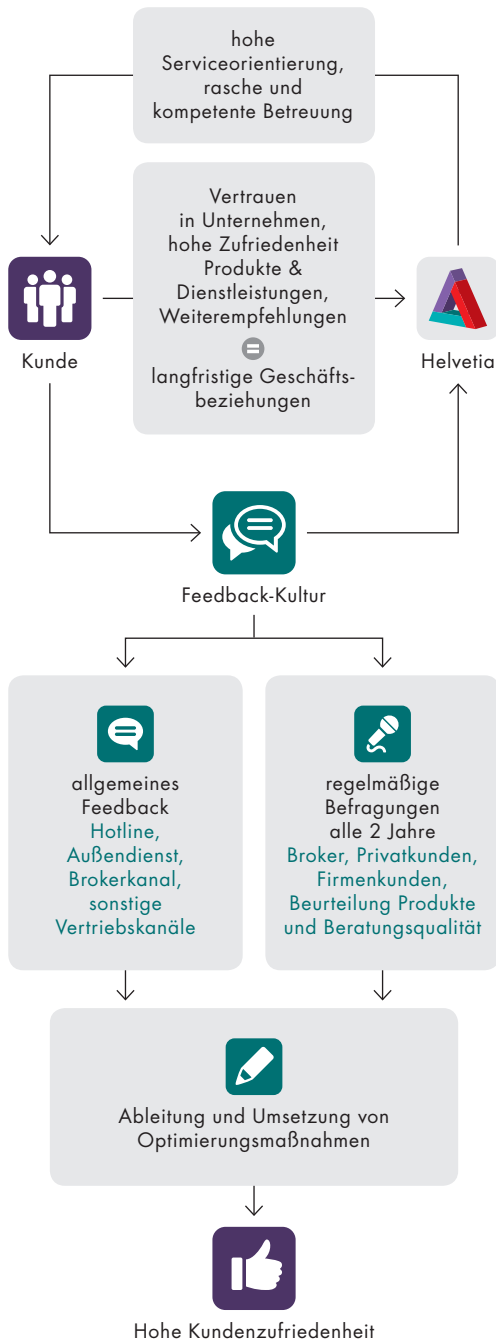 hohe
Serviceorientierung,
rasche und
kompetente Betreuung
Vertrauen
in Unternehmen,
hohe Zufriedenheit
Produkte &
Dienstleistungen,
Weiterempfehlungen
=
langfristige Geschäfts-
beziehungen
Kunde
Helvetia
Feedback-Kultur
allgemeines
Feedback
Hotline,
Außendienst,
Brokerkanal,
sonstige
Vertriebskanäle
regelmäßige
Befragungen
alle 2 Jahre
Broker, Privatkunden,
Firmenkunden,
Beurteilung Produkte
und Beratungsqualität
Ableitung und Umsetzung von
Optimierungsmaßnahmen
Hohe Kundenzufriedenheit